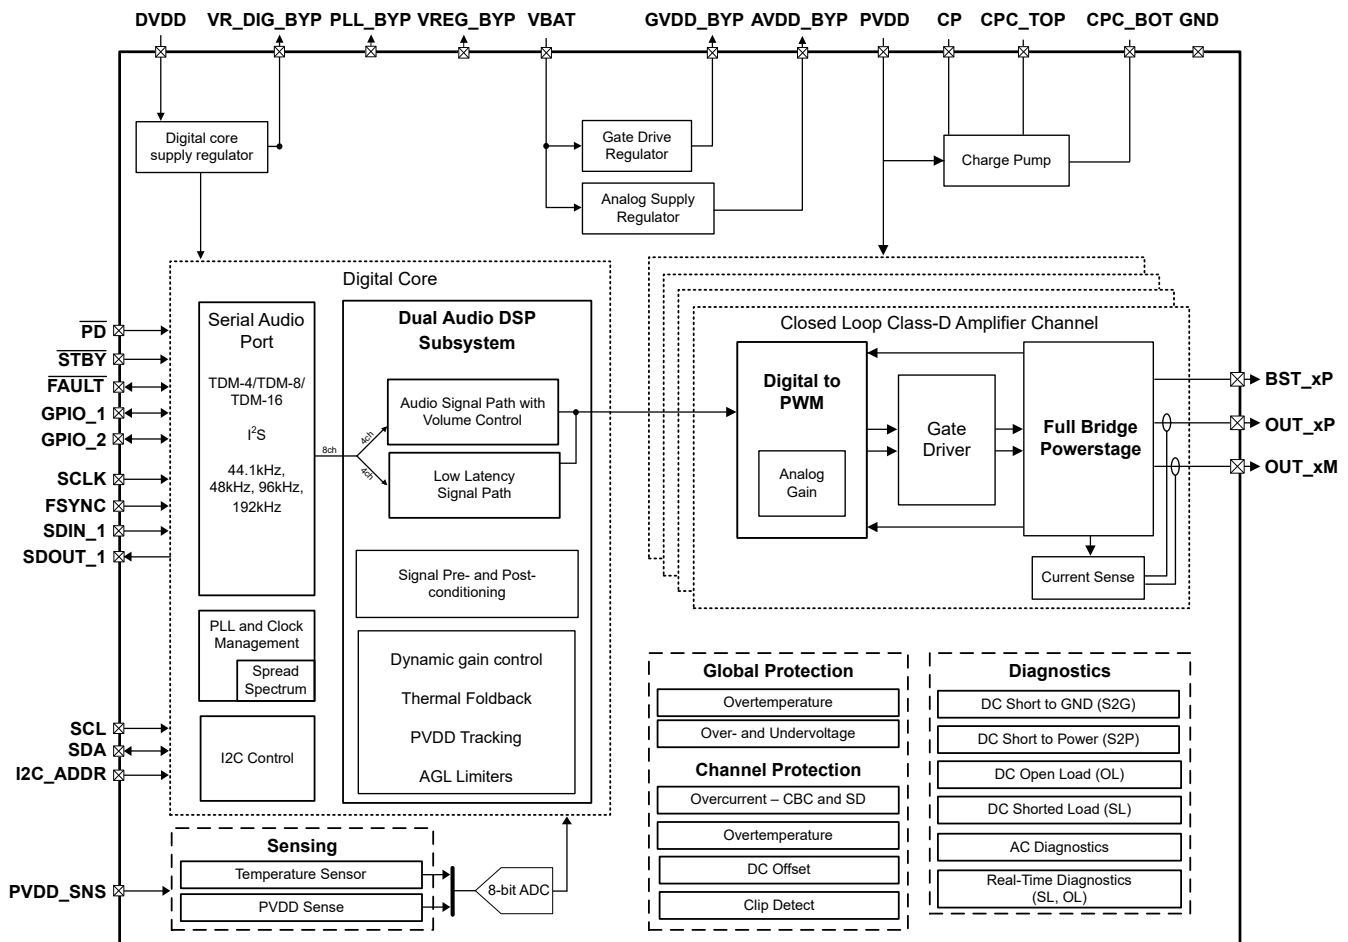 DVDD VR_DIG_BYP PLL_BYP VREG_BYP VBAT GVDD_BYP AVDD_BYP PVDD CP CPC_TOP CPC_BOT GND
Digital core
supply regulator
Gate Drive
Regulator
Analog Supply
Regulator
Charge Pump
Digital Core
PD
STBY
FAULT
GPIO_1
GPIO_2
SCLK
FSYNC
SDIN_1
SDOUT_1
SCL
SDA
I2C_ADDR
PVDD_SNS
Serial Audio
Port
TDM-4/TDM-8/
TDM-16
I2S
44.1kHz,
48kHz, 96kHz,
192kHz
8ch
4ch
4ch
PLL and Clock
Management
Spread
Spectrum
I2C Control
Dual Audio DSP
Subsystem
Audio Signal Path with
Volume Control
Low Latency
Signal Path
Signal Pre- and Post-
conditioning
Dynamic gain control
Thermal Foldback
PVDD Tracking
AGL Limiters
Sensing
Temperature Sensor
PVDD Sense
8-bit ADC
Closed Loop Class-D Amplifier Channel
Digital to
PWM
Analog
Gain
Gate
Driver
Full Bridge
Powerstage
Current Sense
BST_xP
OUT_xP
OUT_xM
Global Protection
Overtemperature
Over- and Undervoltage
Channel Protection
Overcurrent – CBC and SD
Overtemperature
DC Offset
Clip Detect
Diagnostics
DC Short to GND (S2G)
DC Short to Power (S2P)
DC Open Load (OL)
DC Shorted Load (SL)
AC Diagnostics
Real-Time Diagnostics
(SL, OL)